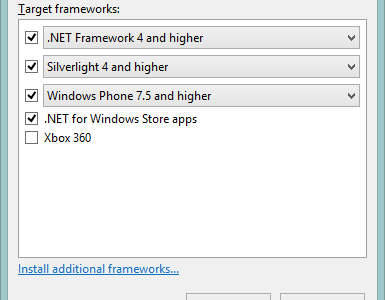 Target frameworks:
.NET Framework 4 and higher
Silverlight 4 and higher
Windows Phone 7.5 and higher
.NET for Windows Store apps
Xbox 360
Install additional frameworks...